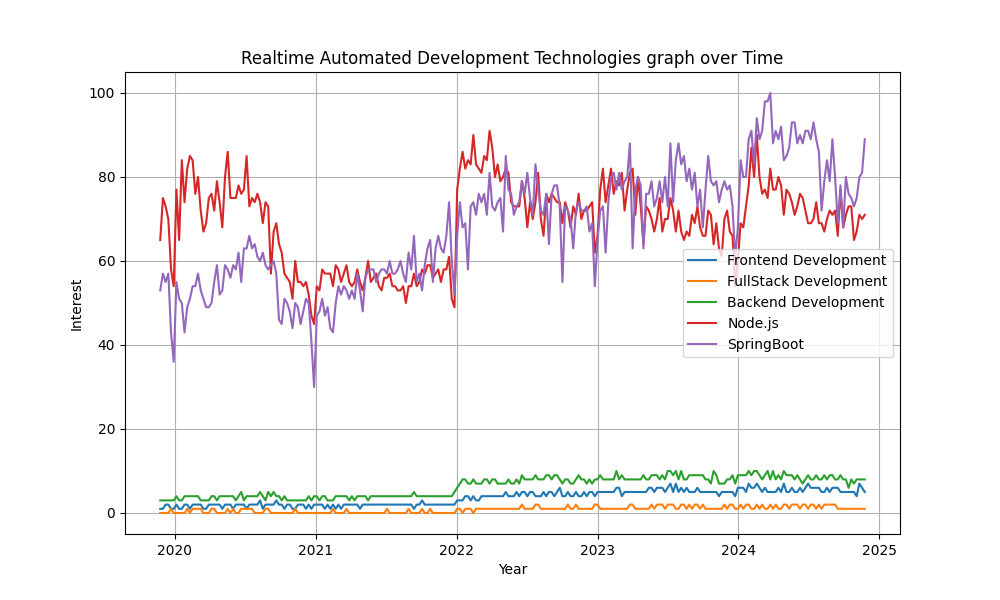 Realtime Automated Development Technologies graph over Time
100
80
60
40
20
0
Interest
Frontend Development
FullStack Development
Backend Development
Node.js
SpringBoot
2020
2021
2022
2023
2024
2025
Year